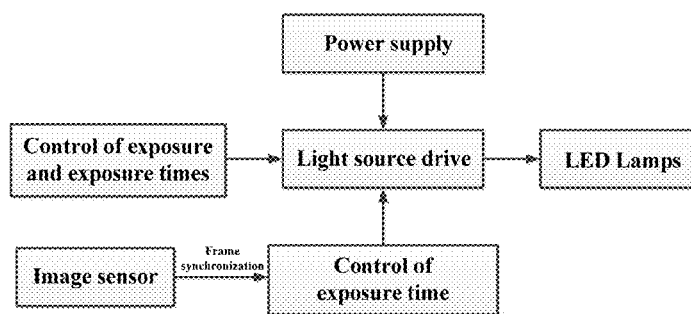 Power supply
Control of exposure
and exposure times
Light source drive
LED Lamps
Image sensor
Frame
synchronization
Control of
exposure time